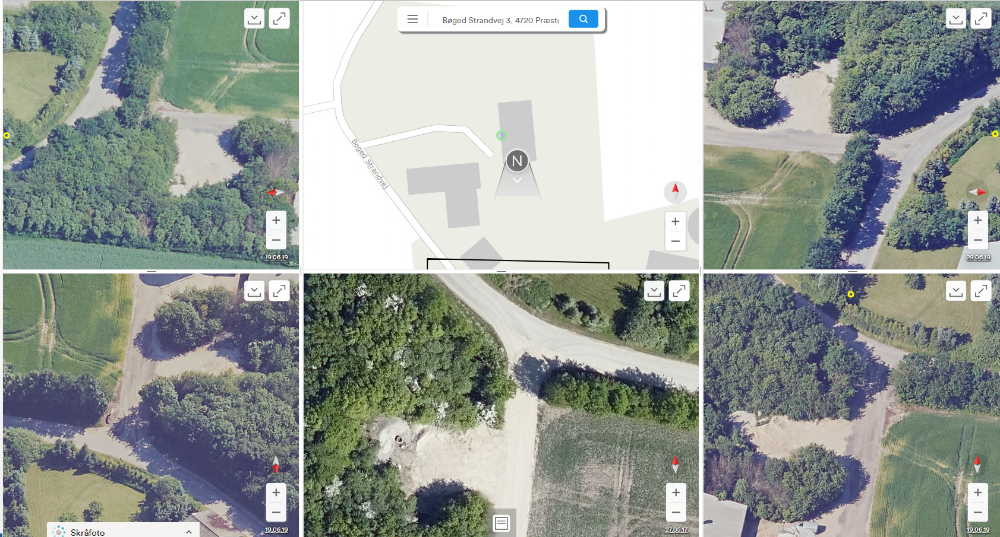 Bøged Strandvej 3, 4720 Præst
Bøged Strandvej
N
19.06.19
29.06.19
19.06.19
27.05.17
19.06.19
Skråfoto